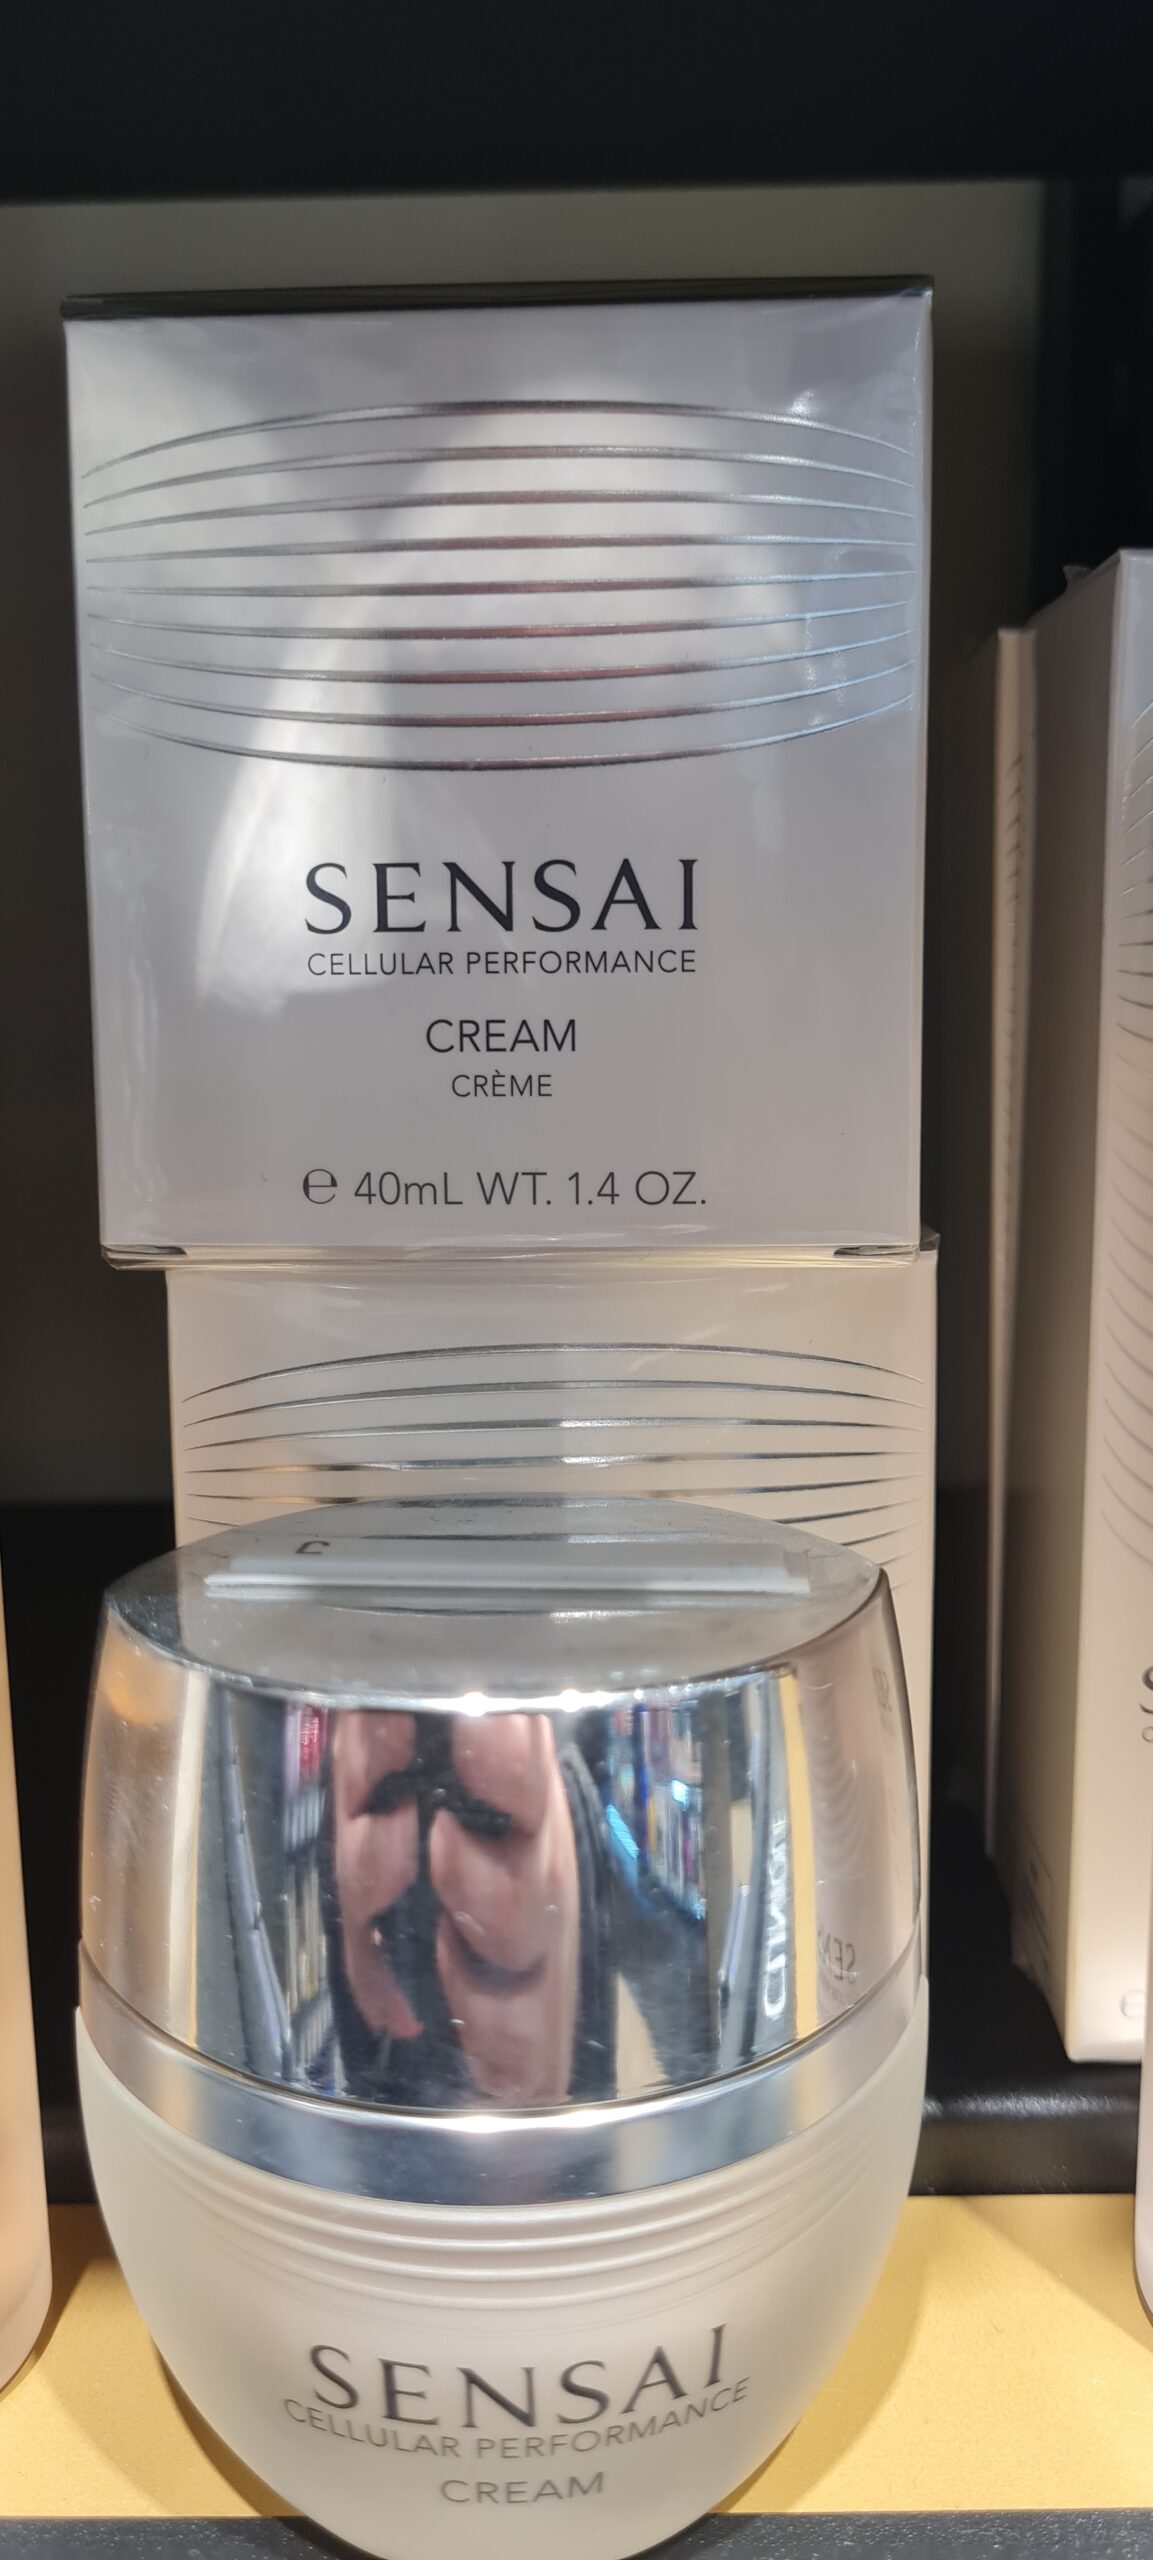 SENSAI
CELLULAR PERFORMANCE
CREAM
CRÈME
℮ 40mL WT. 1.4 OZ.
SENSAI
CELLULAR PERFORMANCE
CREAM